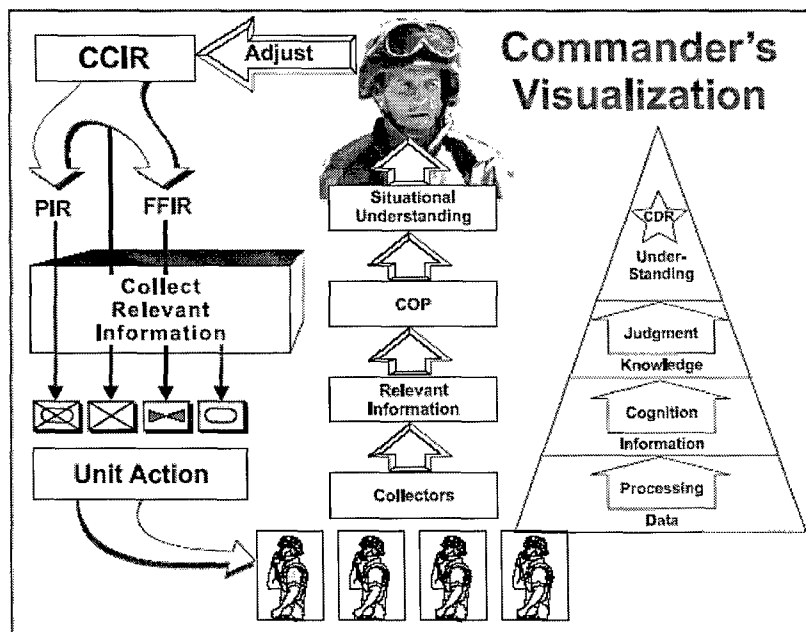 Commander's
Visualization
CCIR
Adjust
PIR
FFIR
Collect
Relevant
Information
Unit Action
Situational
Understanding
COP
Relevant
Information
Collectors
CDR
Under-
Standing
Judgment
Knowledge
Cognition
Information
Processing
Data